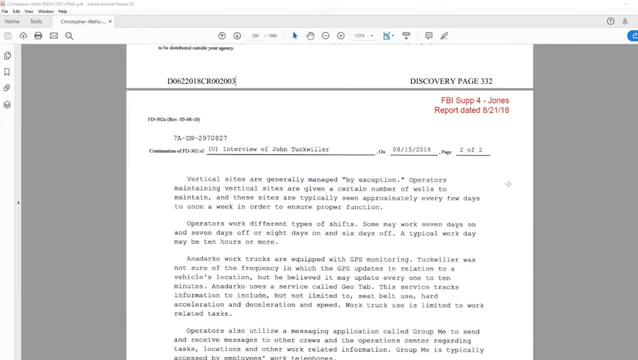 Christopher-Watts REDACTED-FINAL.pdf - Adobe Acrobat Reader DC
File Edit View Window Help
Home Tools Christopher-Watts-...
125%
to be distributed outside your agency.
D0622018CR002003 DISCOVERY PAGE 332
FBI Supp 4 - Jones
Report dated 8/21/18
FD-302a (Rev. 05-08-10)
7A-DN-2970827
Continuation of FD-302 of (U) Interview of John Tuckwiller , On 08/15/2018 , Page 2 of 2
Vertical sites are generally managed "by exception." Operators
maintaining vertical sites are given a certain number of wells to
maintain, and these sites are typically seen approximately every few days
to once a week in order to ensure proper function.
Operators work different types of shifts. Some may work seven days on
and seven days off or eight days on and six days off. A typical work day
may be ten hours or more.
Anadarko work trucks are equipped with GPS monitoring. Tuckwiller was
not sure of the frequency in which the GPS updates in relation to a
vehicle's location, but he believed it may update every one to ten
minutes. Anadarko uses a service called Geo Tab. This service tracks
information to include, but not limited to, seat belt use, hard
acceleration and deceleration and speed. Work truck use is limited to work
related tasks.
Operators also utilize a messaging application called Group Me to send
and receive messages to other crews and the operations center regarding
tasks, locations and other work related information. Group Me is typically
accessed by employees' work telephones.